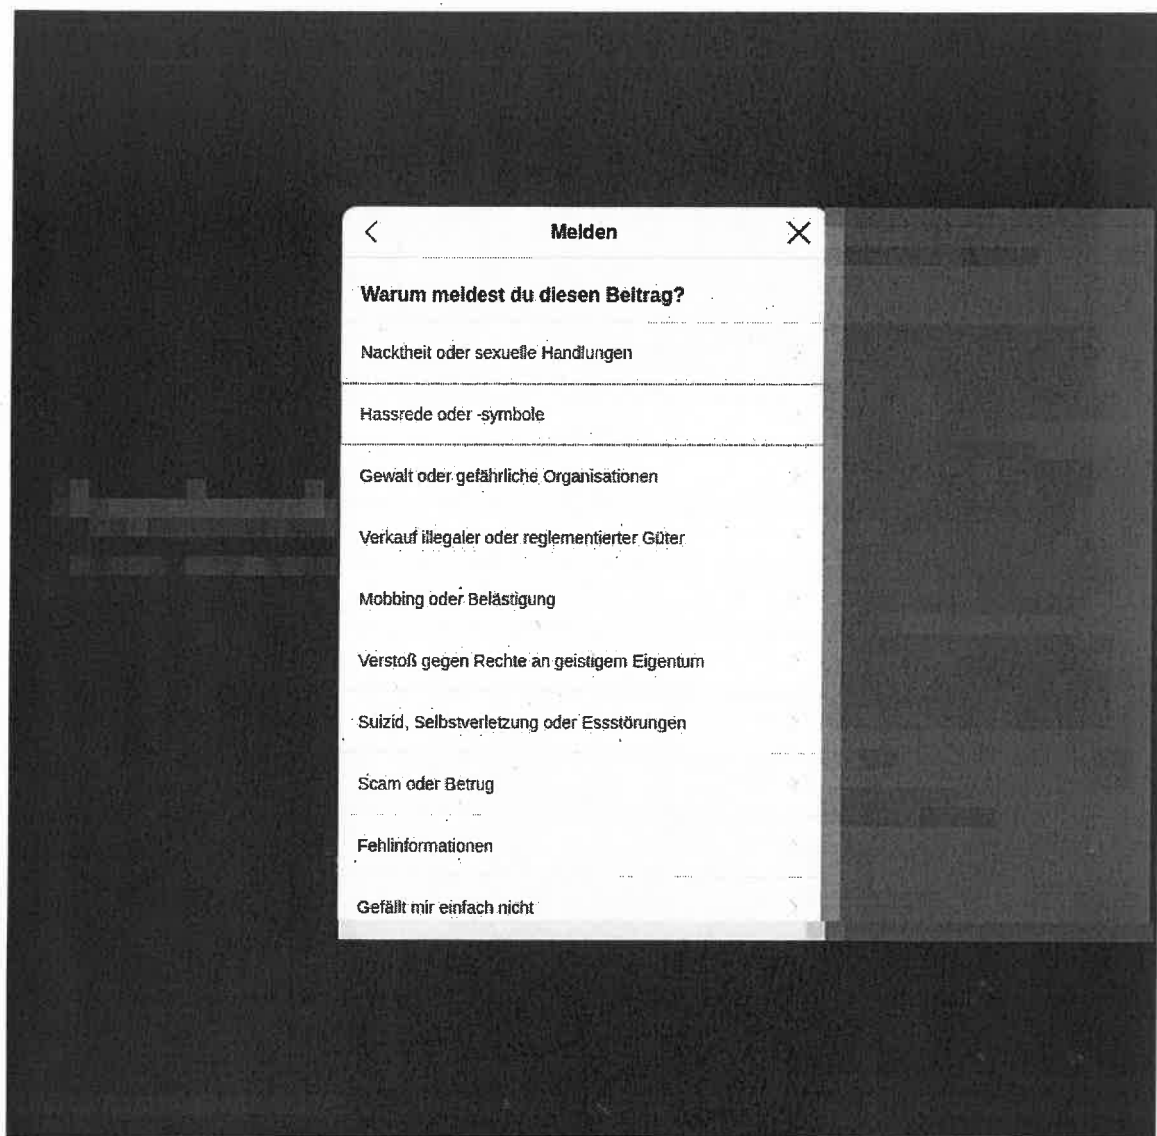 Melden
Warum meldest du diesen Beitrag?
Nacktheit oder sexuelle Handlungen
Hassrede oder -symbole
Gewalt oder gefährliche Organisationen
Verkauf illegaler oder reglementierter Güter
Mobbing oder Belästigung
Verstoß gegen Rechte an geistigem Eigentum
Suizid, Selbstverletzung oder Essstörungen
Scam oder Betrug
Fehlinformationen
Gefällt mir einfach nicht